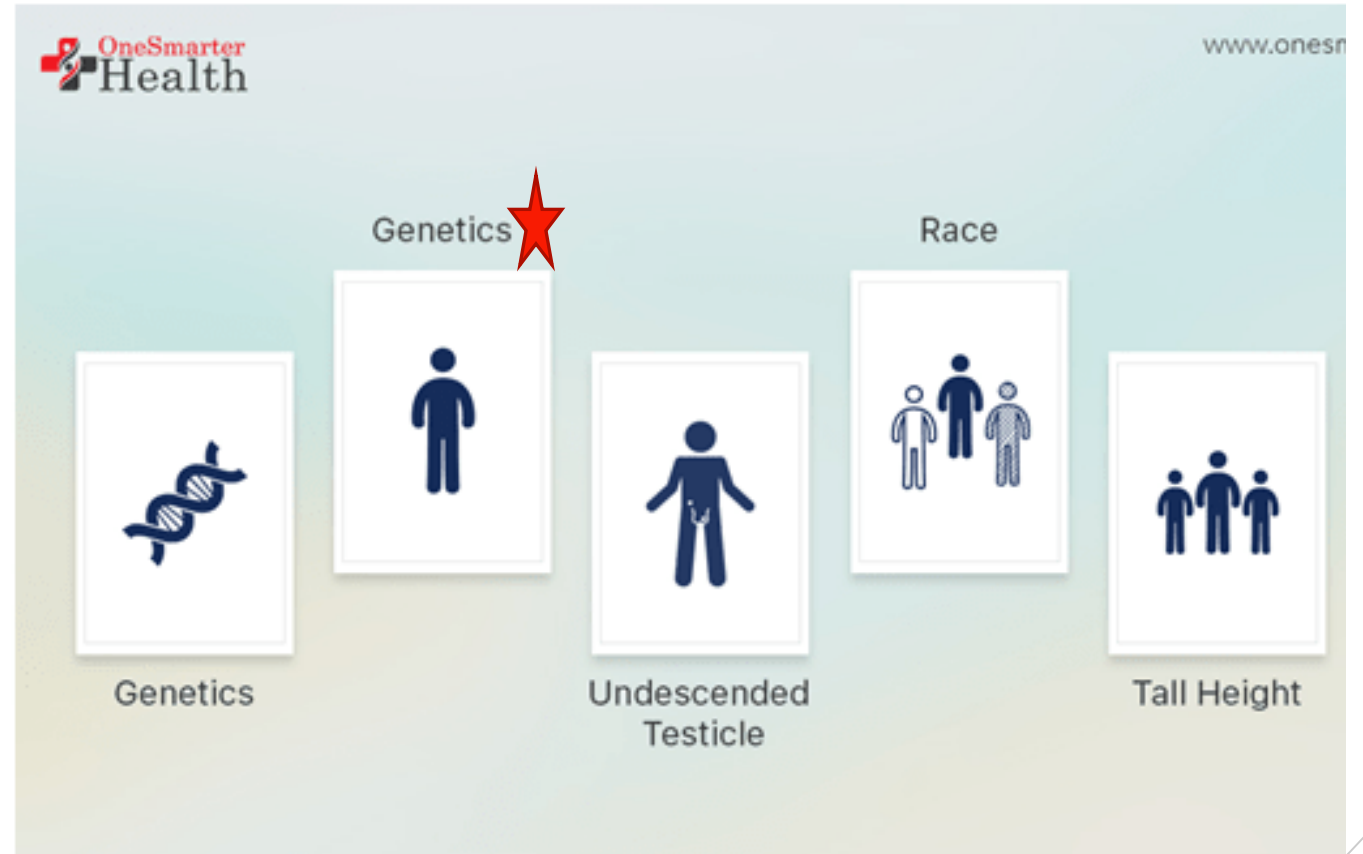 OneSmarter
Health
www.onesm
Genetics
Race
Genetics
Undescended
Testicle
Tall Height